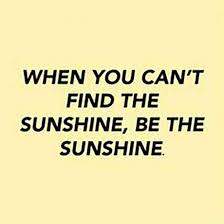 WHEN YOU CAN'T
FIND THE
SUNSHINE, BE THE
SUNSHINE.